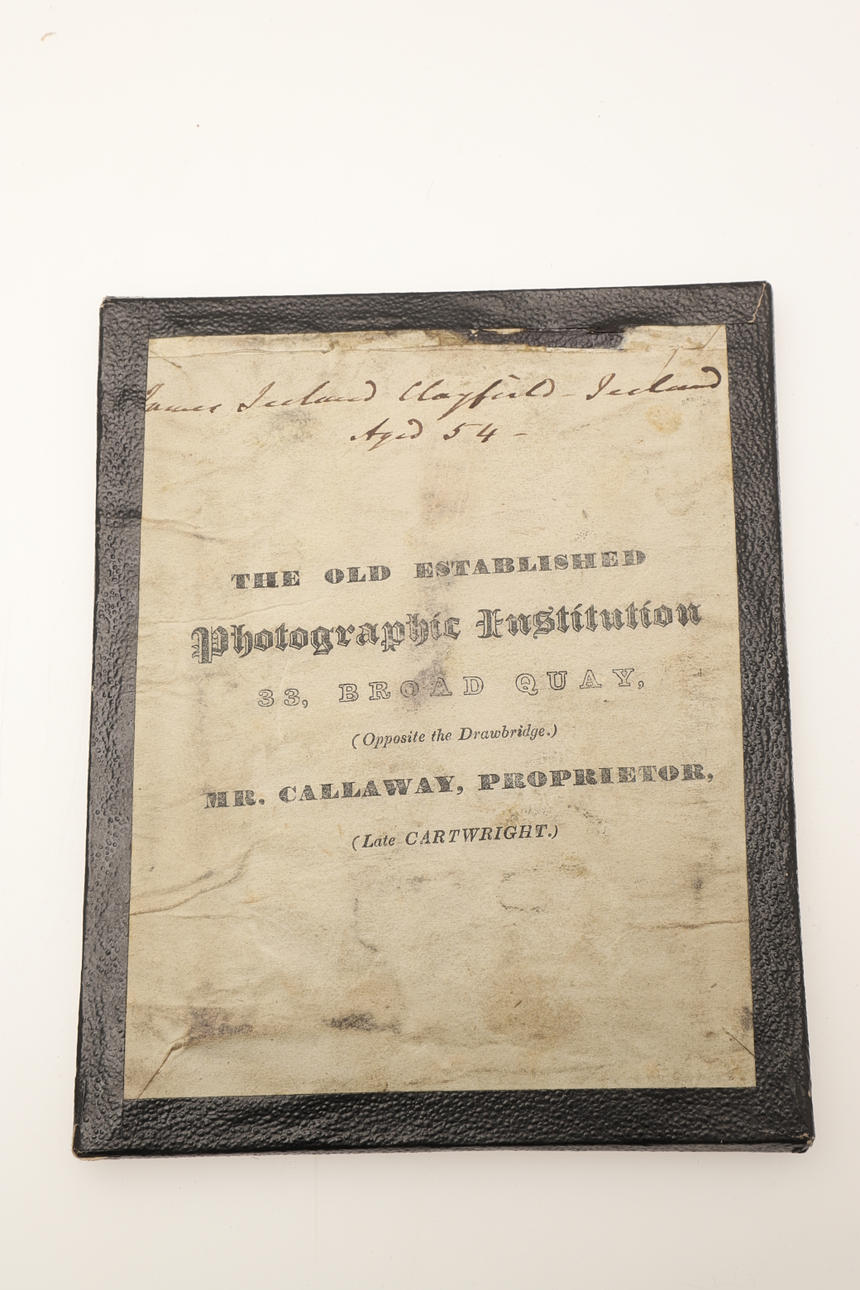 James Ireland Clayfield - Ireland
Aged 54 -
THE OLD ESTABLISHED
Photographic Institution
33, BROAD QUAY,
(Opposite the Drawbridge.)
MR. CALLAWAY, PROPRIETOR,
(Late CARTWRIGHT.)